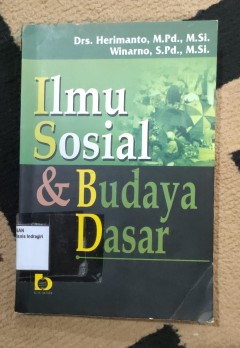 Drs. Herimanto, M.Pd., M.Si.
Winarno, S.Pd., M.Si.
Ilmu
Sosial
& Budaya
Dasar